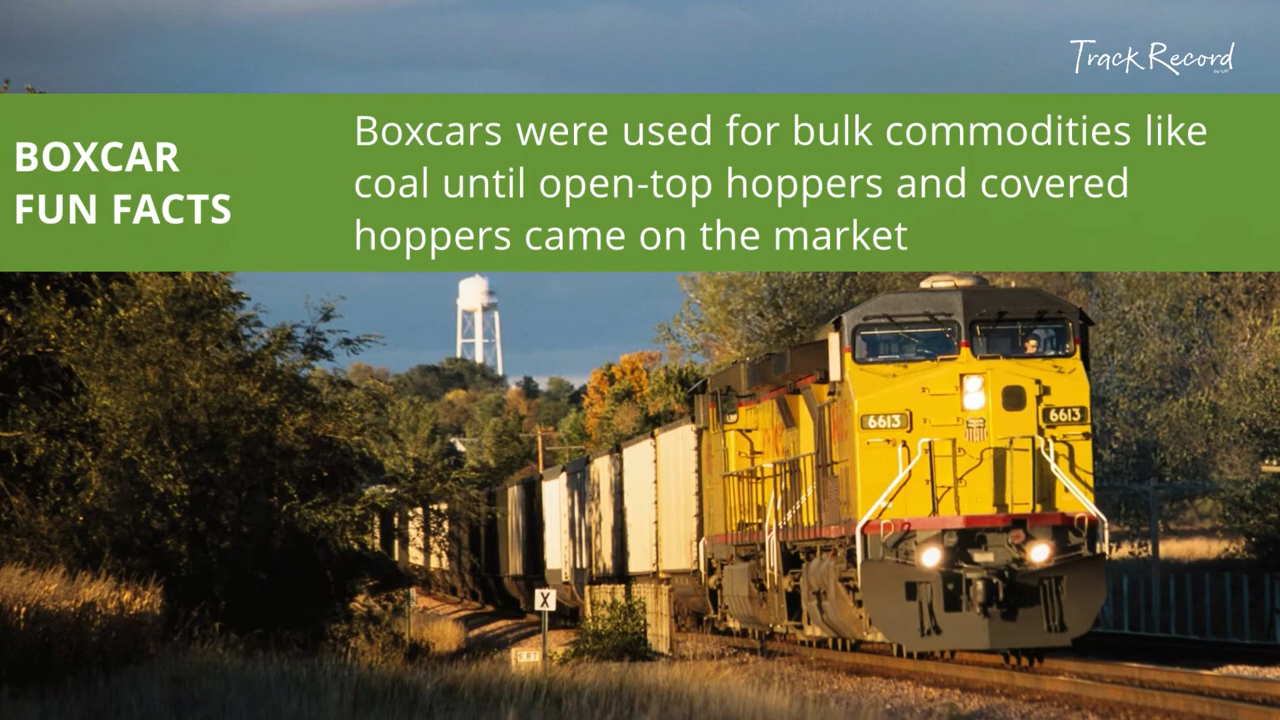 Track Record
BOXCAR
FUN FACTS
Boxcars were used for bulk commodities like
coal until open-top hoppers and covered
hoppers came on the market
6613
6613
X